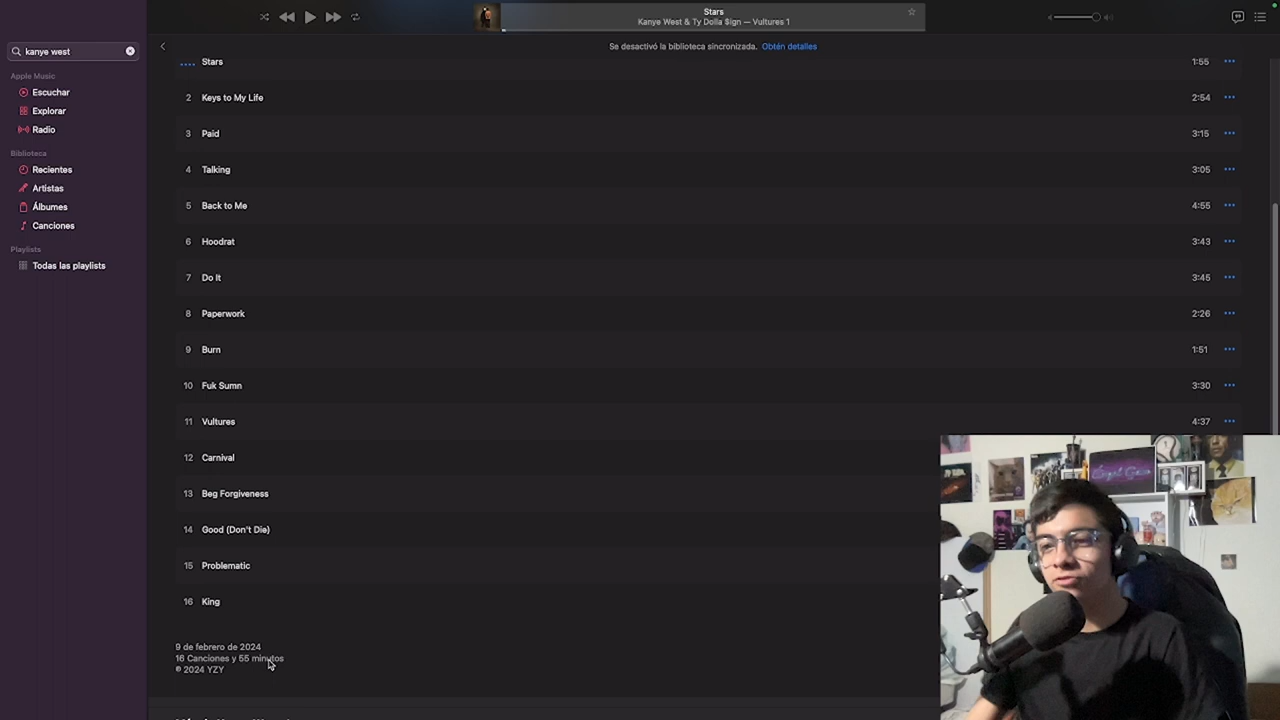 Stars
Kanye West & Ty Dolla $ign — Vultures 1
kanye west
Se desactivó la biblioteca sincronizada. Obtén detalles
Apple Music
Escuchar
Explorar
Radio
Biblioteca
Recientes
Artistas
Álbumes
Canciones
Playlists
Todas las playlists
Stars 1:55
2 Keys to My Life 2:54
3 Paid 3:15
4 Talking 3:05
5 Back to Me 4:55
6 Hoodrat 3:43
7 Do It 3:45
8 Paperwork 2:26
9 Burn 1:51
10 Fuk Sumn 3:30
11 Vultures 4:37
12 Carnival
13 Beg Forgiveness
14 Good (Don't Die)
15 Problematic
16 King
9 de febrero de 2024
16 Canciones y 55 minutos
℗ 2024 YZY